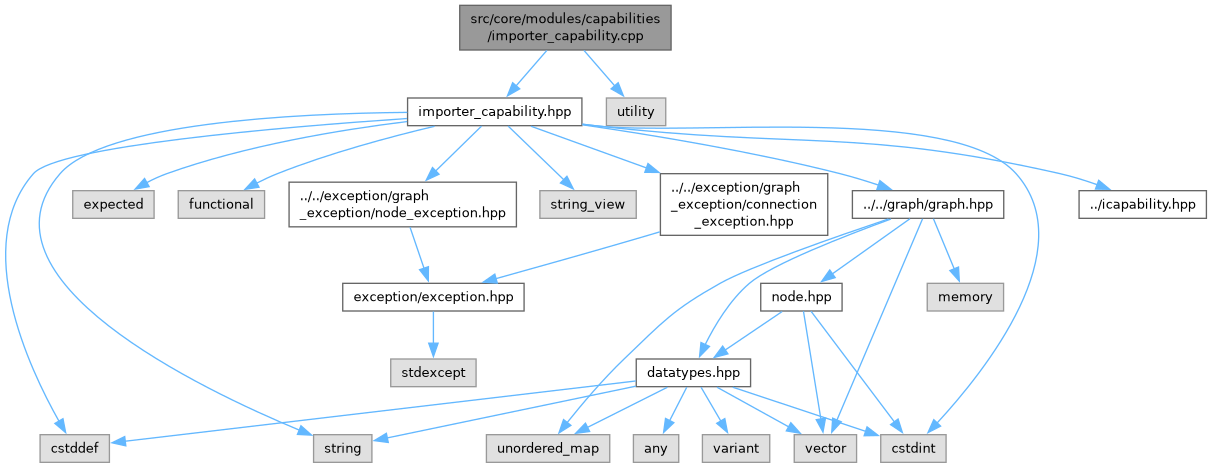 src/core/modules/capabilities
/importer_capability.cpp
importer_capability.hpp
utility
expected
functional
../../exception/graph
_exception/node_exception.hpp
string_view
../../exception/graph
_exception/connection
_exception.hpp
../../graph/graph.hpp
../icapability.hpp
exception/exception.hpp
node.hpp
memory
stdexcept
datatypes.hpp
cstddef
string
unordered_map
any
variant
vector
cstdint